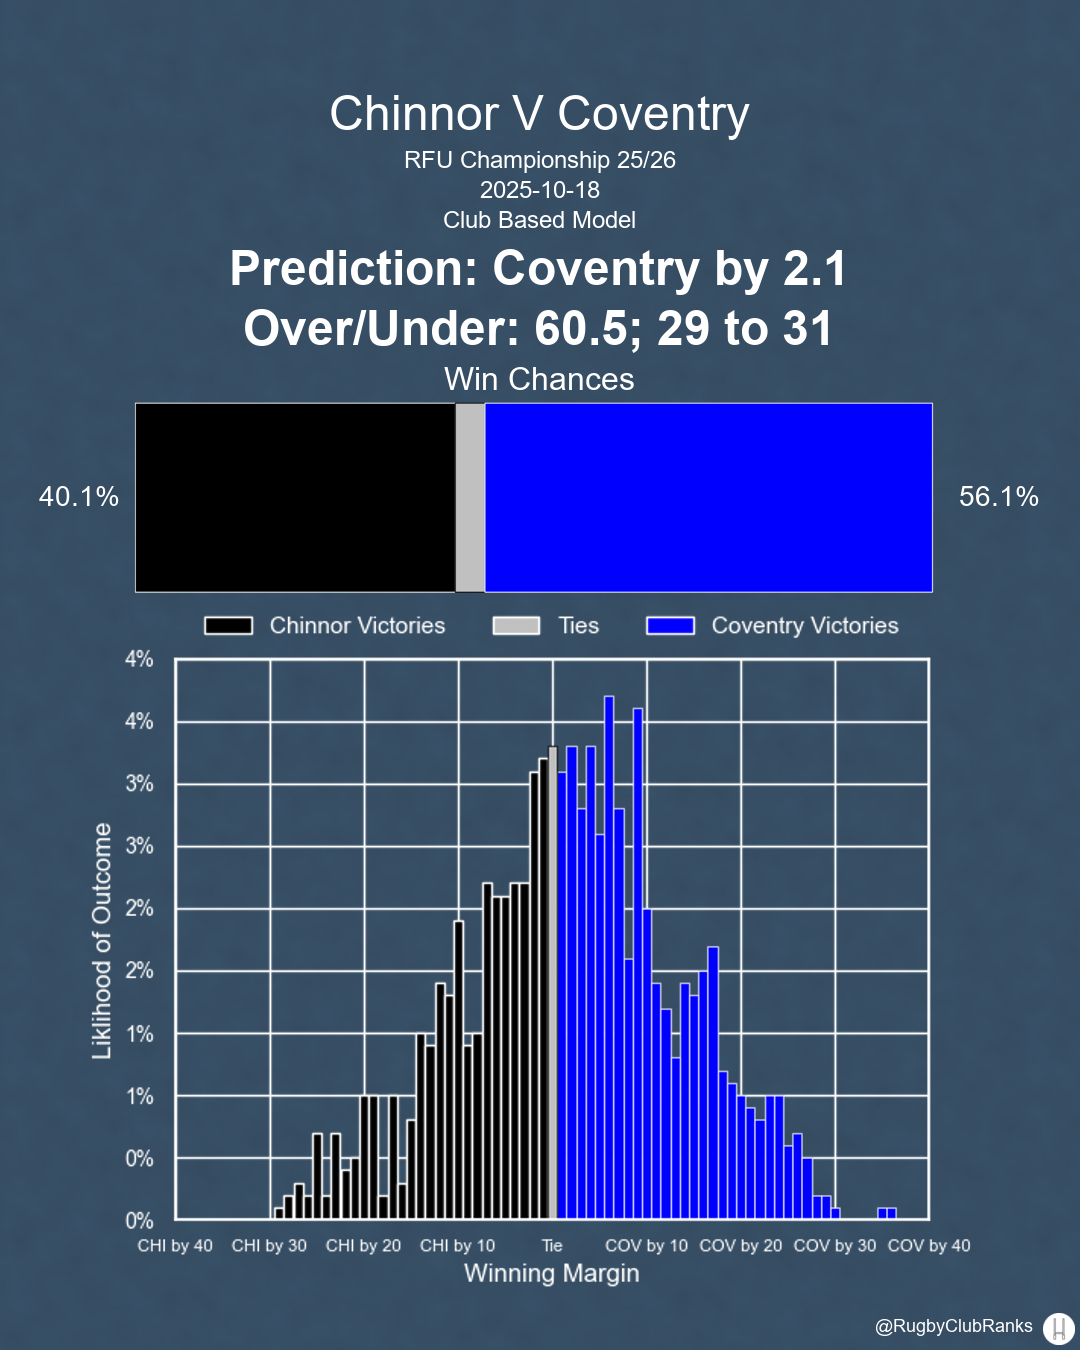 Chinnor V Coventry
RFU Championship 25/26
2025-10-18
Club Based Model
Prediction: Coventry by 2.1
Over/Under: 60.5; 29 to 31
Win Chances
40.1%
56.1%
Chinnor Victories
Ties
Coventry Victories
4%
4%
3%
3%
2%
2%
1%
1%
0%
0%
Liklihood of Outcome
CHI by 40
CHI by 30
CHI by 20
CHI by 10
Tie
COV by 10
COV by 20
COV by 30
COV by 40
Winning Margin
@RugbyClubRanks